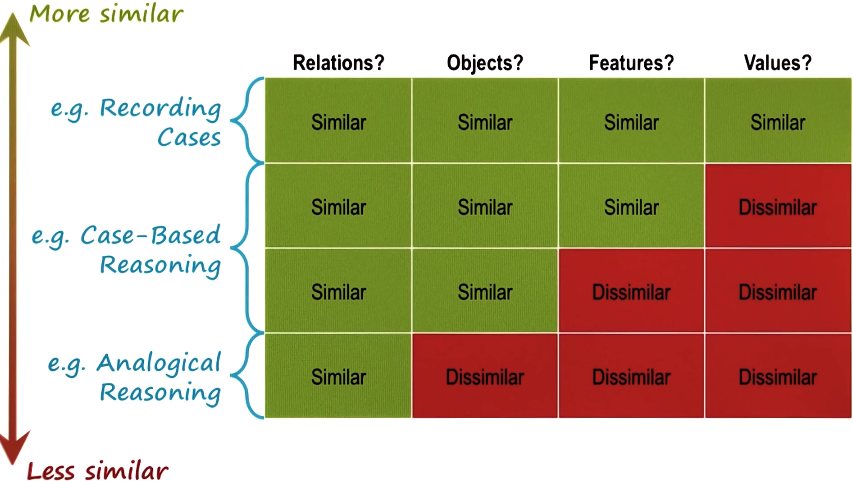 More similar
Relations? Objects? Features? Values?
e.g. Recording
Cases
Similar Similar Similar Similar
e.g. Case-Based
Reasoning
Similar Similar Similar Dissimilar
Similar Similar Dissimilar Dissimilar
e.g. Analogical
Reasoning
Similar Dissimilar Dissimilar Dissimilar
Less similar